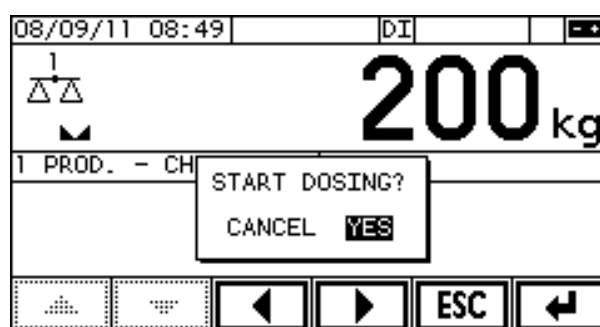 08/09/11 08:49 DI
1
200 kg
1 PROD. - CH
START DOSING?
CANCEL YES
ESC